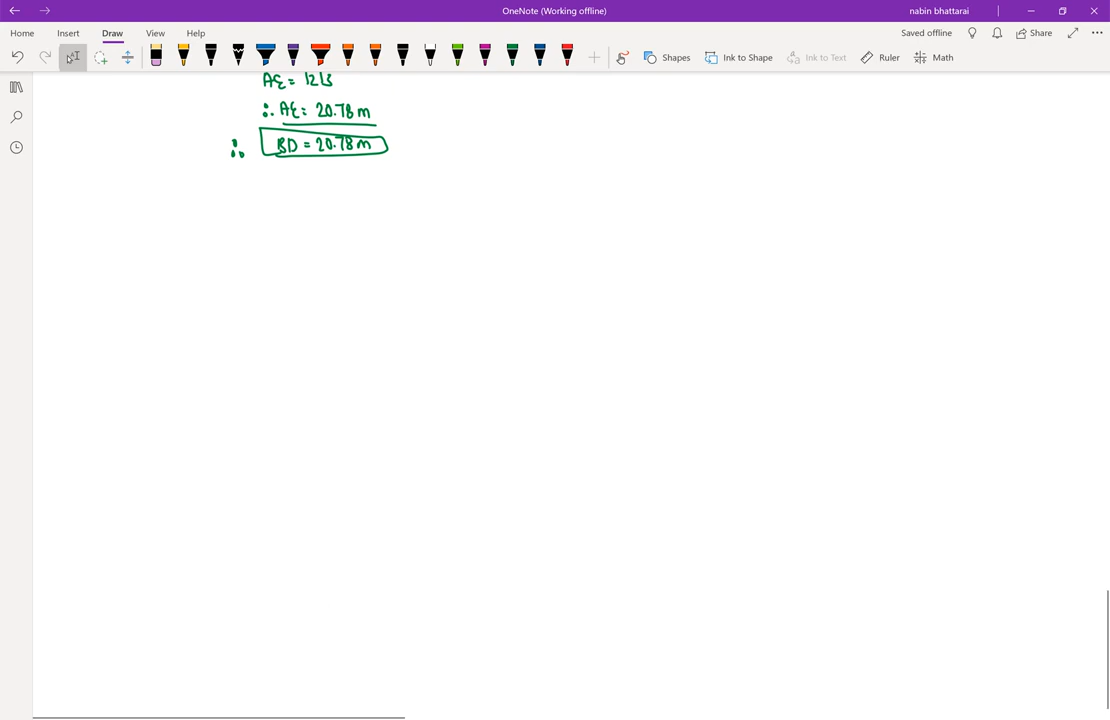 OneNote (Working offline)
nabin bhattarai
Home Insert Draw View Help
Saved offline Share
Shapes Ink to Shape Ink to Text Ruler Math
AE = 12√3
∴ AE = 20.78 m
∴ BD = 20.78 m